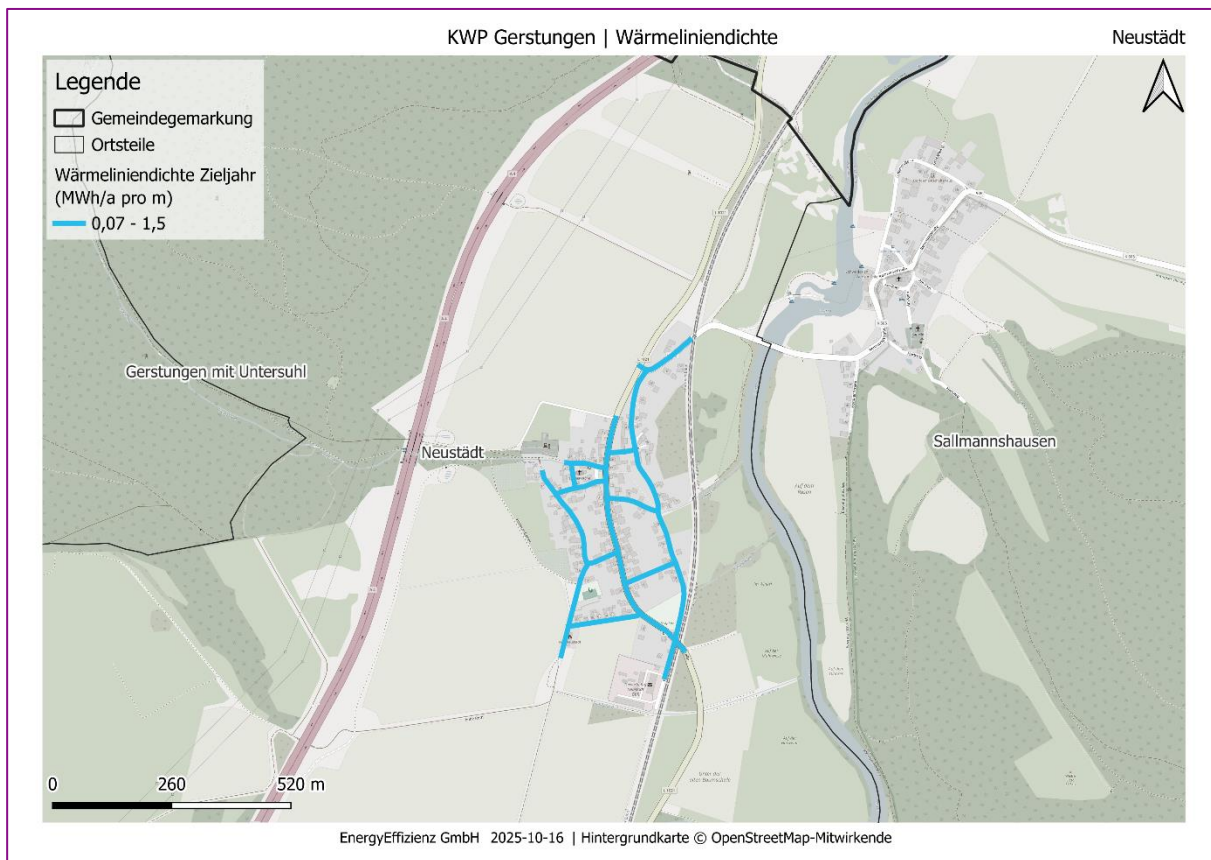 KWP Gerstungen | Wärmeliniendichte
Neustädt
Legende
Gemeindegemarkung
Ortsteile
Wärmeliniendichte Zieljahr
(MWh/a pro m)
0,07 - 1,5
Gerstungen mit Untersuhl
Neustädt
Sallmannshausen
0 260 520 m
EnergyEffizienz GmbH 2025-10-16 | Hintergrundkarte © OpenStreetMap-Mitwirkende